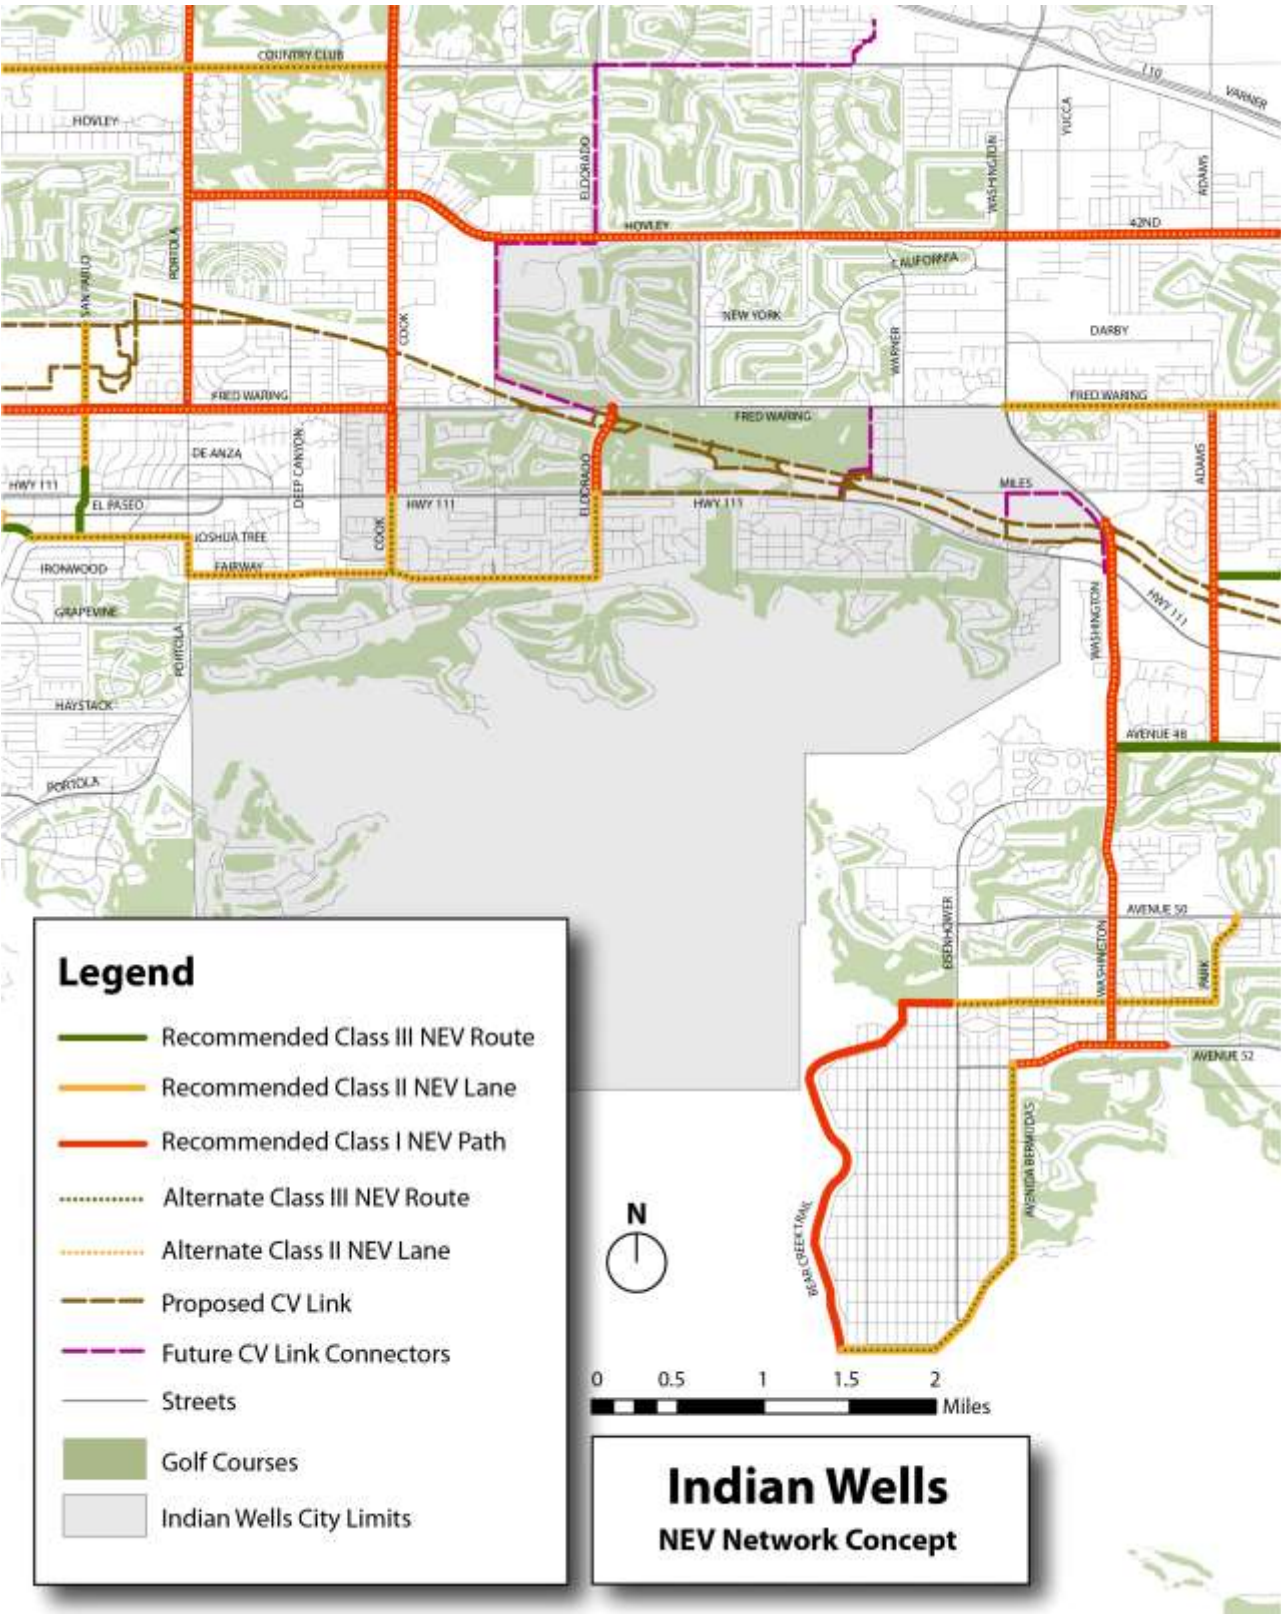 COUNTRY CLUB
I 10
VARNER
HOVLEY
YUCCA
ELDORADO
WASHINGTON
ADAMS
HOVLEY
42ND
PORTOLA
SAN PABLO
CALIFORNIA
NEW YORK
COOK
DARBY
WARNER
FRED WARING
FRED WARING
FRED WARING
DE ANZA
DEEP CANYON
ELDORADO
ADAMS
HWY 111
EL PASEO
HWY 111
HWY 111
MILES
COOK
JOSHUA TREE
IRONWOOD
FAIRWAY
GRAPEVINE
PORTOLA
WASHINGTON
HWY 111
HAYSTACK
AVENUE 48
PORTOLA
EISENHOWER
AVENUE 50
WASHINGTON
PARK
AVENUE 52
AVENIDA BERMUDAS
BEAR CREEK TRAIL
Legend
Recommended Class III NEV Route
Recommended Class II NEV Lane
Recommended Class I NEV Path
Alternate Class III NEV Route
Alternate Class II NEV Lane
Proposed CV Link
Future CV Link Connectors
Streets
Golf Courses
Indian Wells City Limits
N
0 0.5 1 1.5 2
Miles
Indian Wells
NEV Network Concept